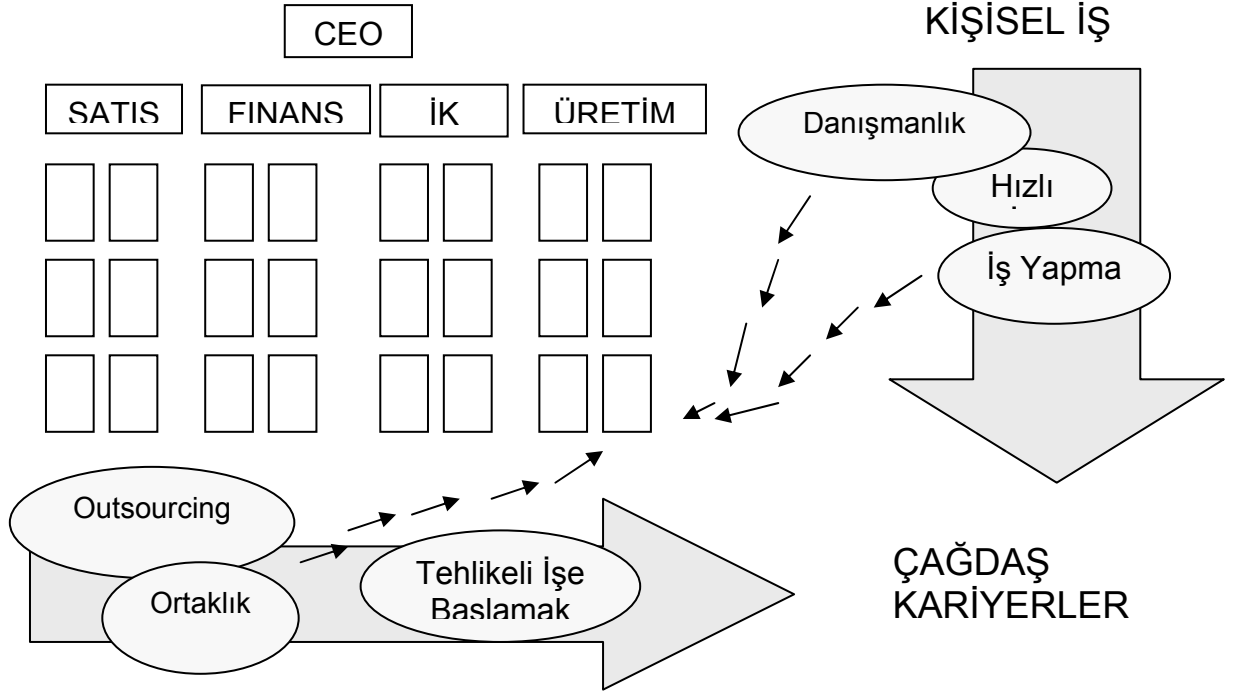 CEO
KİŞİSEL İŞ
SATIS
FINANS
İK
ÜRETİM
Danışmanlık
Hızlı
İş Yapma
Outsourcing
Ortaklık
Tehlikeli İşe
Baslamak
ÇAĞDAŞ
KARİYERLER